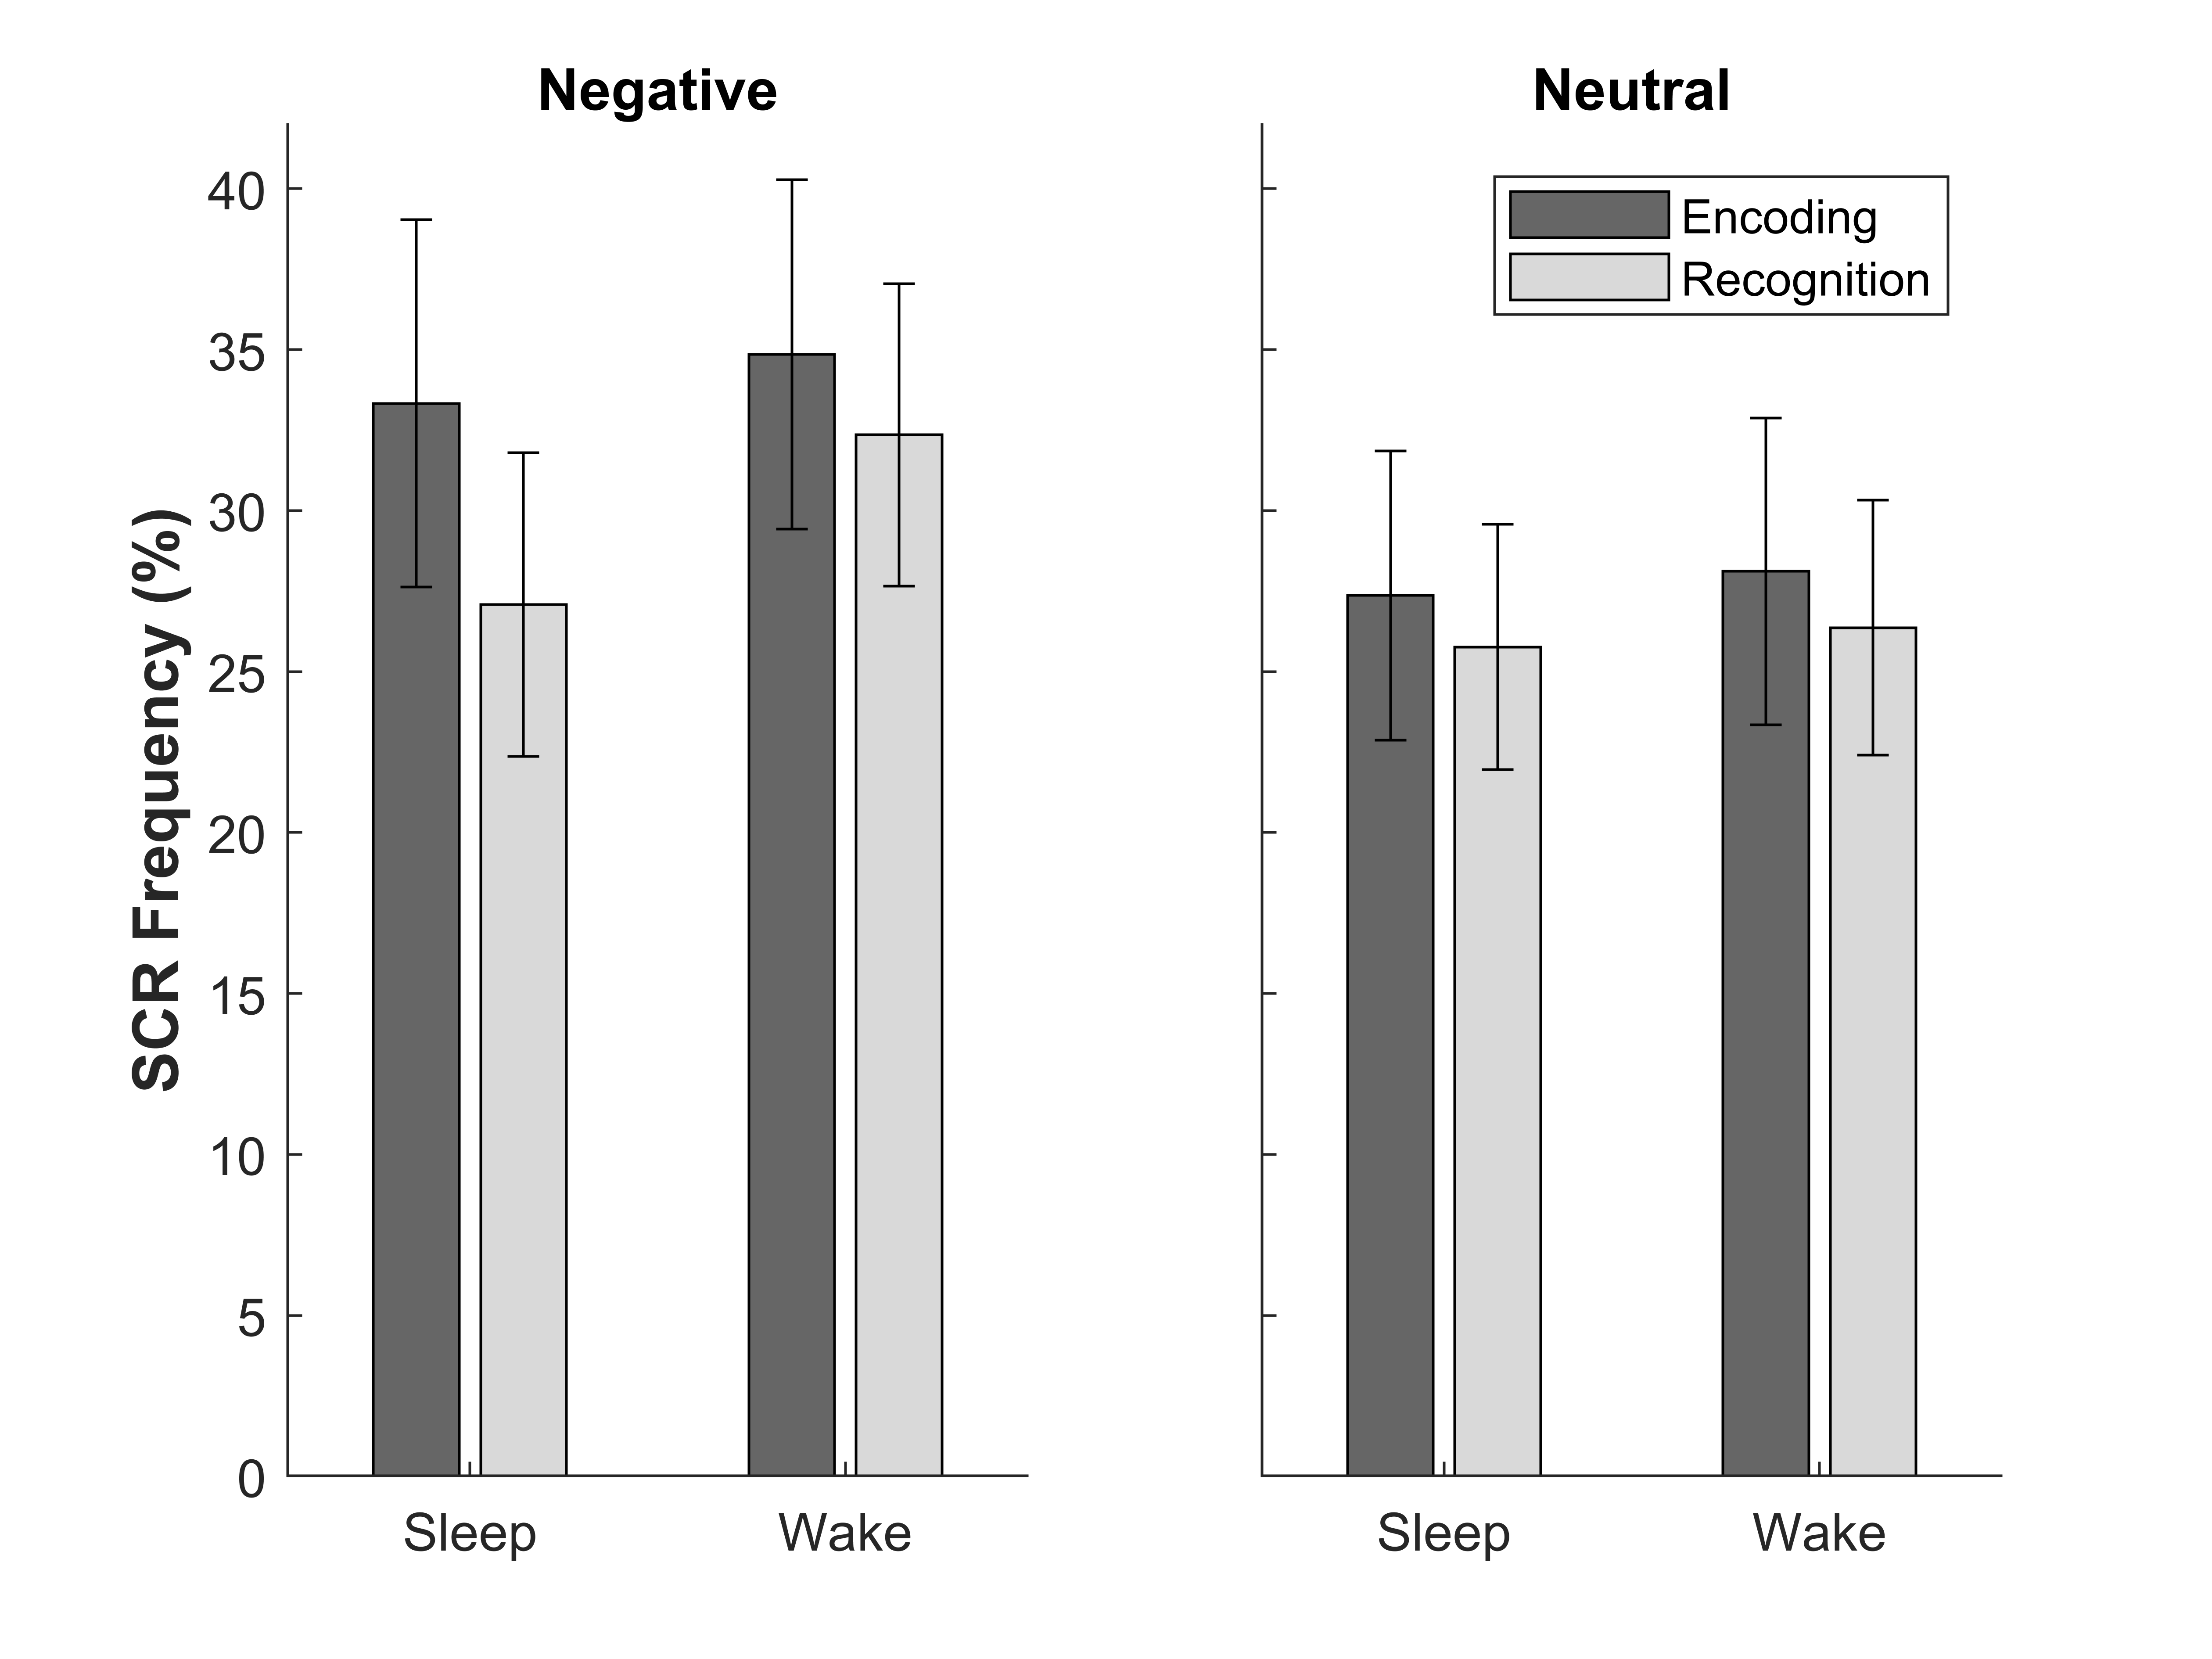 Negative
Neutral
Encoding
Recognition
SCR Frequency (%)
40
35
30
25
20
15
10
5
0
Sleep
Wake
Sleep
Wake